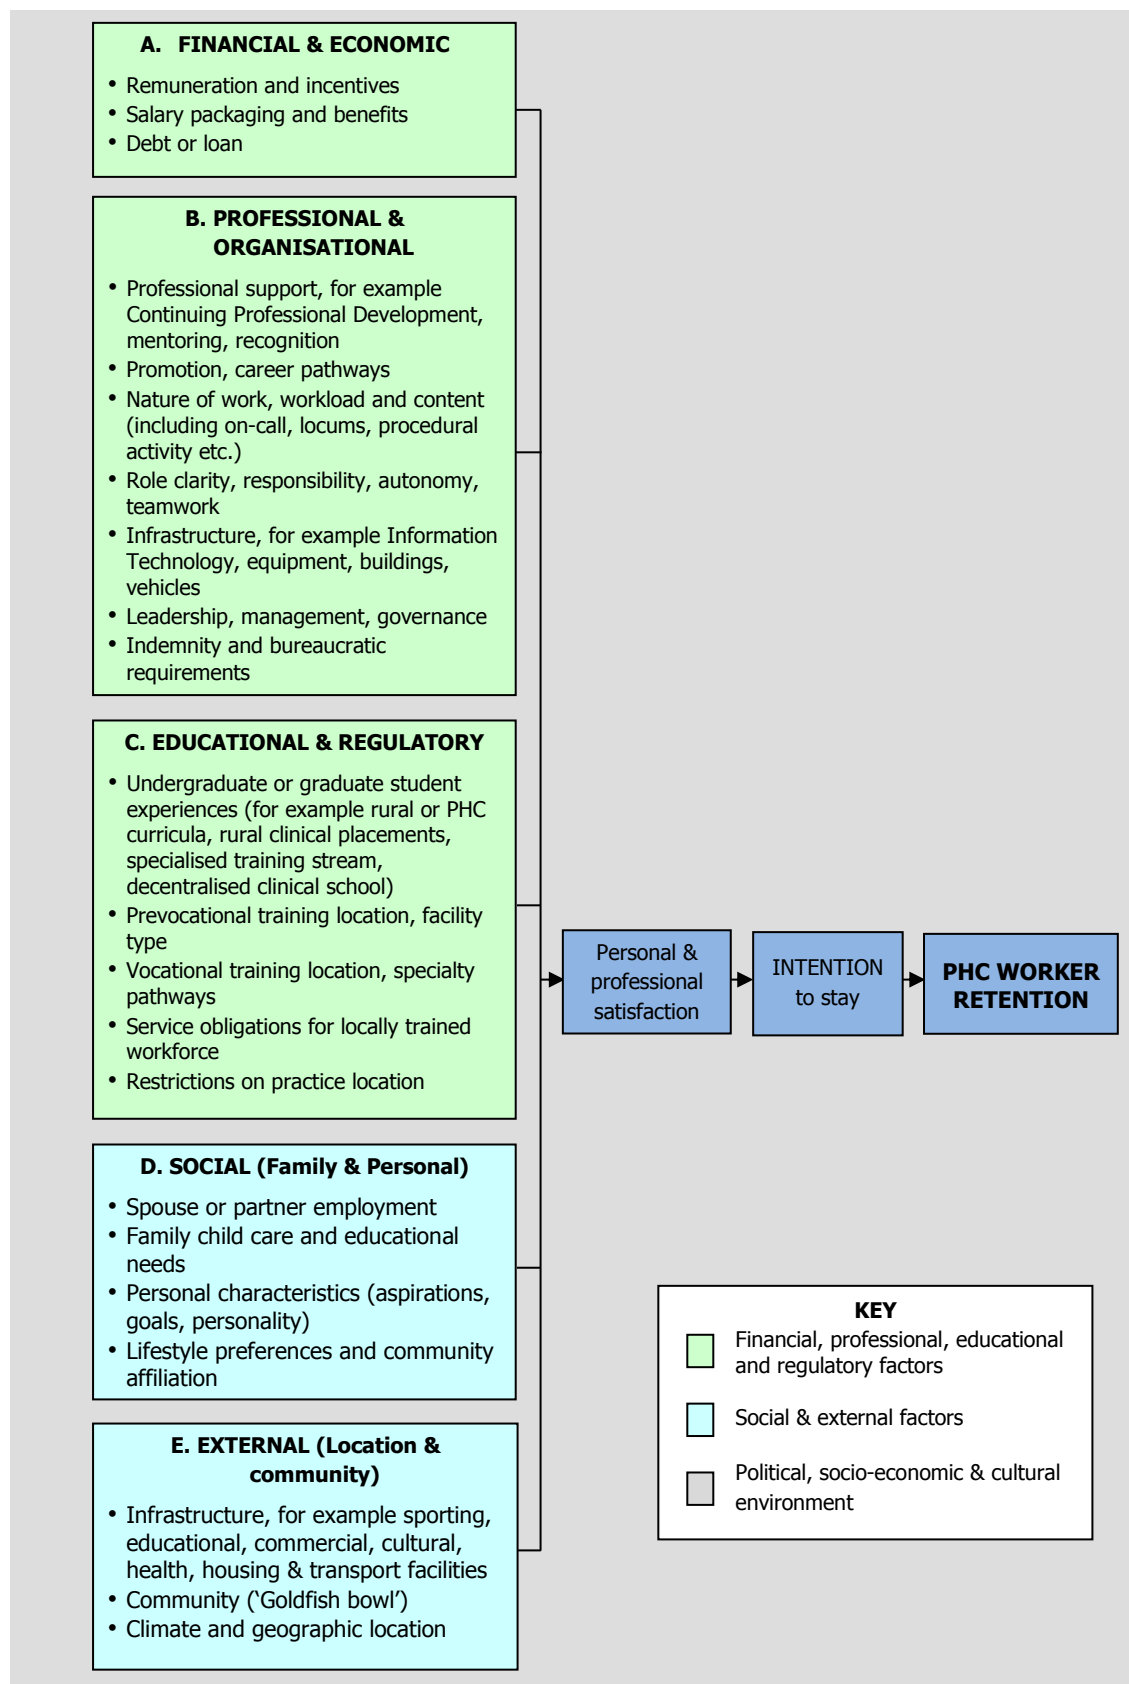 A. FINANCIAL & ECONOMIC
• Remuneration and incentives
• Salary packaging and benefits
• Debt or loan
B. PROFESSIONAL &
ORGANISATIONAL
• Professional support, for example
Continuing Professional Development,
mentoring, recognition
• Promotion, career pathways
• Nature of work, workload and content
(including on-call, locums, procedural
activity etc.)
• Role clarity, responsibility, autonomy,
teamwork
• Infrastructure, for example Information
Technology, equipment, buildings,
vehicles
• Leadership, management, governance
• Indemnity and bureaucratic
requirements
C. EDUCATIONAL & REGULATORY
• Undergraduate or graduate student
experiences (for example rural or PHC
curricula, rural clinical placements,
specialised training stream,
decentralised clinical school)
• Prevocational training location, facility
type
• Vocational training location, specialty
pathways
• Service obligations for locally trained
workforce
• Restrictions on practice location
D. SOCIAL (Family & Personal)
• Spouse or partner employment
• Family child care and educational
needs
• Personal characteristics (aspirations,
goals, personality)
• Lifestyle preferences and community
affiliation
E. EXTERNAL (Location &
community)
• Infrastructure, for example sporting,
educational, commercial, cultural,
health, housing & transport facilities
• Community (‘Goldfish bowl’)
• Climate and geographic location
Personal &
professional
satisfaction
INTENTION
to stay
PHC WORKER
RETENTION
KEY
Financial, professional, educational
and regulatory factors
Social & external factors
Political, socio-economic & cultural
environment